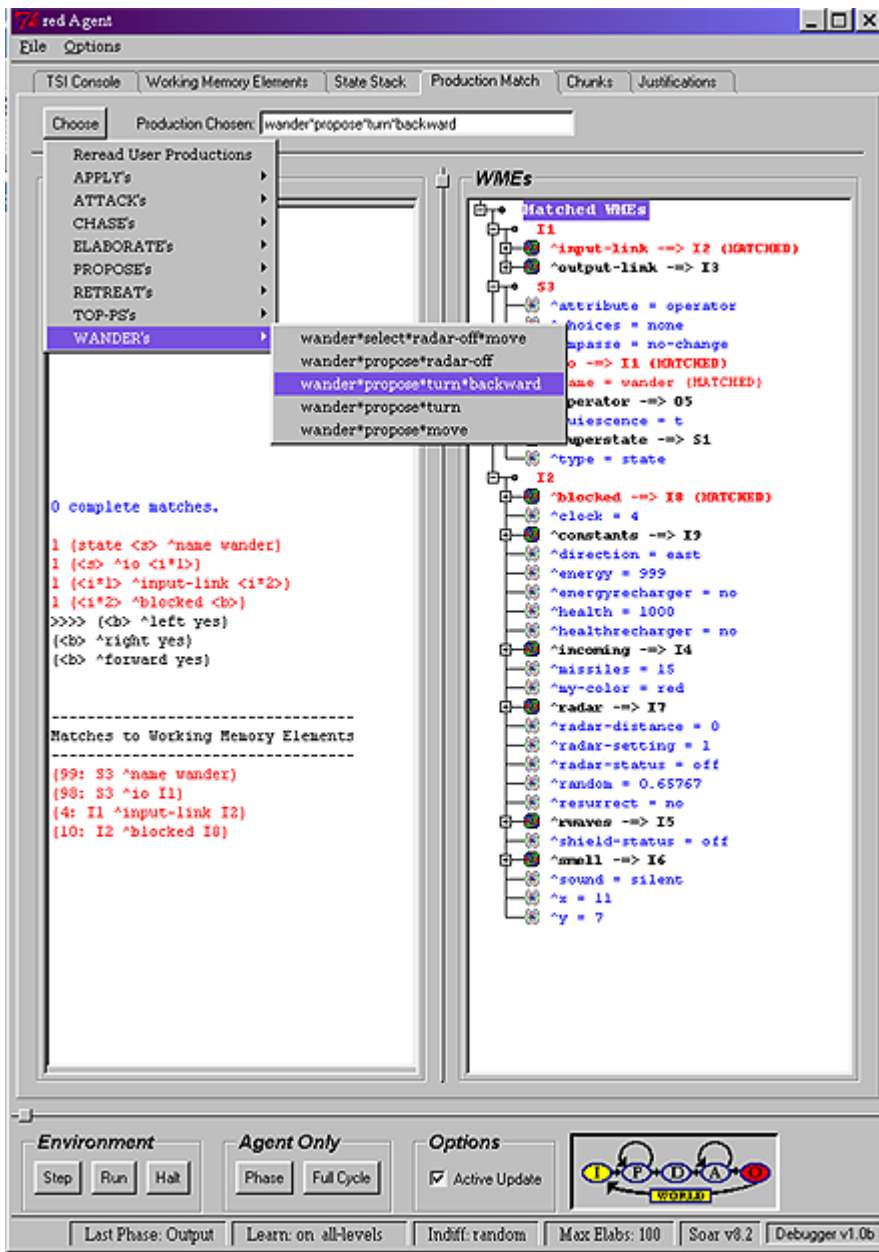 red Agent
File Options
TSI Console Working Memory Elements State Stack Production Match Chunks Justifications
Choose Production Chosen: wander*propose*turn*backward
Reread User Productions
APPLY's
ATTACK's
CHASE's
ELABORATE's
PROPOSE's
RETREAT's
TOP-PS's
WANDER's
wander*select*radar-off*move
wander*propose*radar-off
wander*propose*turn*backward
wander*propose*turn
wander*propose*move
0 complete matches.
1 (state <s> ^name wander)
1 (<s> ^io <i*1>)
1 (<i*1> ^input-link <i*2>)
1 (<i*2> ^blocked <b>)
>>>> (<b> ^left yes)
(<b> ^right yes)
(<b> ^forward yes)
----------------------------------
Matches to Working Memory Elements
----------------------------------
(99: S3 ^name wander)
(98: S3 ^io I1)
(4: I1 ^input-link I2)
(10: I2 ^blocked I8)
WMEs
Matched WMEs
I1
^input-link --=> I2 (MATCHED)
^output-link --=> I3
S3
^attribute = operator
choices = none
mpasse = no-change
o --=> I1 (MATCHED)
ame = wander (MATCHED)
perator --=> O5
uiescence = t
uperstate --=> S1
^type = state
I2
^blocked --=> I8 (MATCHED)
^clock = 4
^constants --=> I9
^direction = east
^energy = 999
^energyrecharger = no
^health = 1000
^healthrecharger = no
^incoming --=> I4
^missiles = 15
^my-color = red
^radar --=> I7
^radar-distance = 0
^radar-setting = 1
^radar-status = off
^random = 0.65767
^resurrect = no
^rwaves --=> I5
^shield-status = off
^smell --=> I6
^sound = silent
^x = 11
^y = 7
Environment Agent Only Options
Step Run Halt Phase Full Cycle Active Update
I P D A O
WORLD
Last Phase: Output Learn: on all-levels Indiff: random Max Elabs: 100 Soar v8.2 Debugger v1.0b